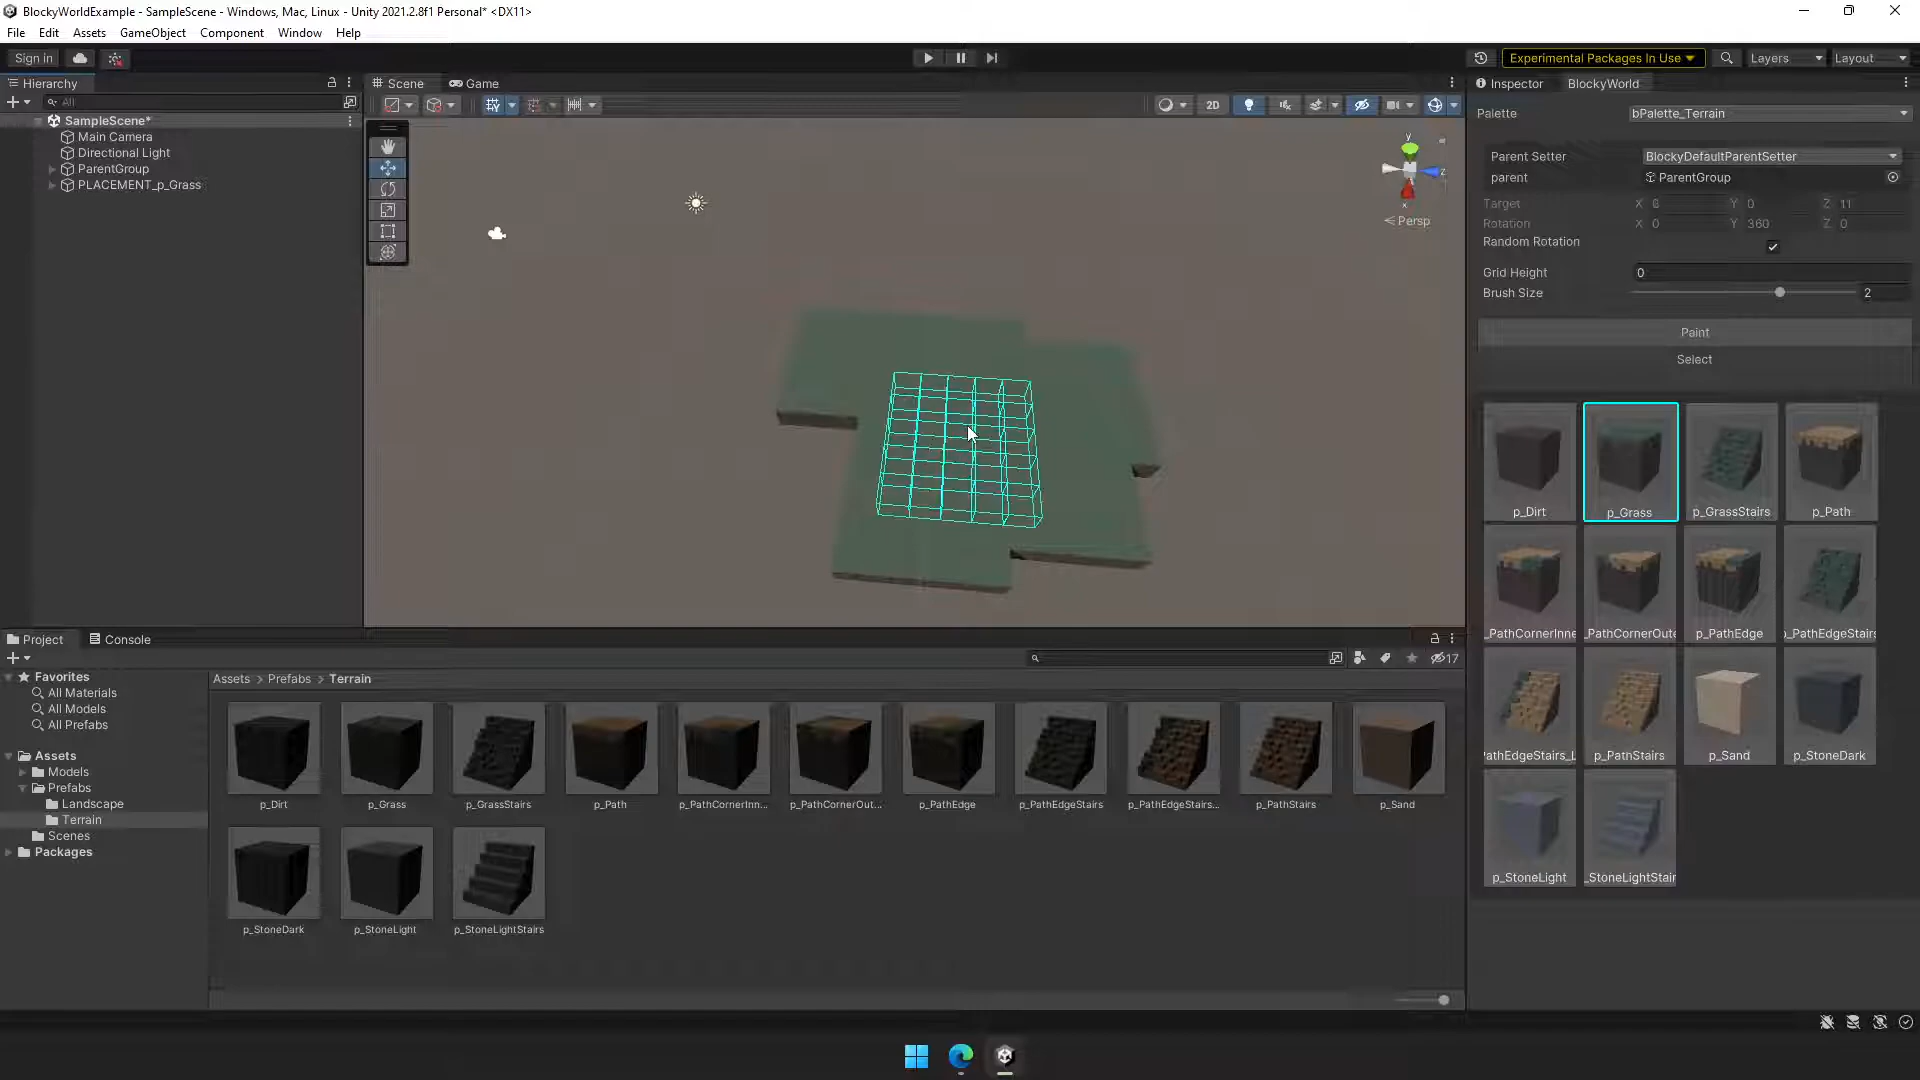 BlockyWorldExample - SampleScene - Windows, Mac, Linux - Unity 2021.2.8f1 Personal* <DX11>
File Edit Assets GameObject Component Window Help
Sign in
Experimental Packages In Use
Layers
Layout
Hierarchy
All
SampleScene*
Main Camera
Directional Light
ParentGroup
PLACEMENT_p_Grass
Scene
Game
2D
y
z
x
Persp
Inspector
BlockyWorld
Palette
bPalette_Terrain
Parent Setter
BlockyDefaultParentSetter
parent
ParentGroup
Target X 8 Y 0 Z 11
Rotation X 0 Y 360 Z 0
Random Rotation
Grid Height 0
Brush Size 2
Paint
Select
p_Dirt
p_Grass
p_GrassStairs
p_Path
_PathCornerInne
_PathCornerOute
p_PathEdge
p_PathEdgeStairs
PathEdgeStairs_L
p_PathStairs
p_Sand
p_StoneDark
p_StoneLight
_StoneLightStair
Project
Console
17
Favorites
All Materials
All Models
All Prefabs
Assets
Models
Prefabs
Landscape
Terrain
Scenes
Packages
Assets > Prefabs > Terrain
p_Dirt
p_Grass
p_GrassStairs
p_Path
p_PathCornerInn...
p_PathCornerOut...
p_PathEdge
p_PathEdgeStairs
p_PathEdgeStairs...
p_PathStairs
p_Sand
p_StoneDark
p_StoneLight
p_StoneLightStairs